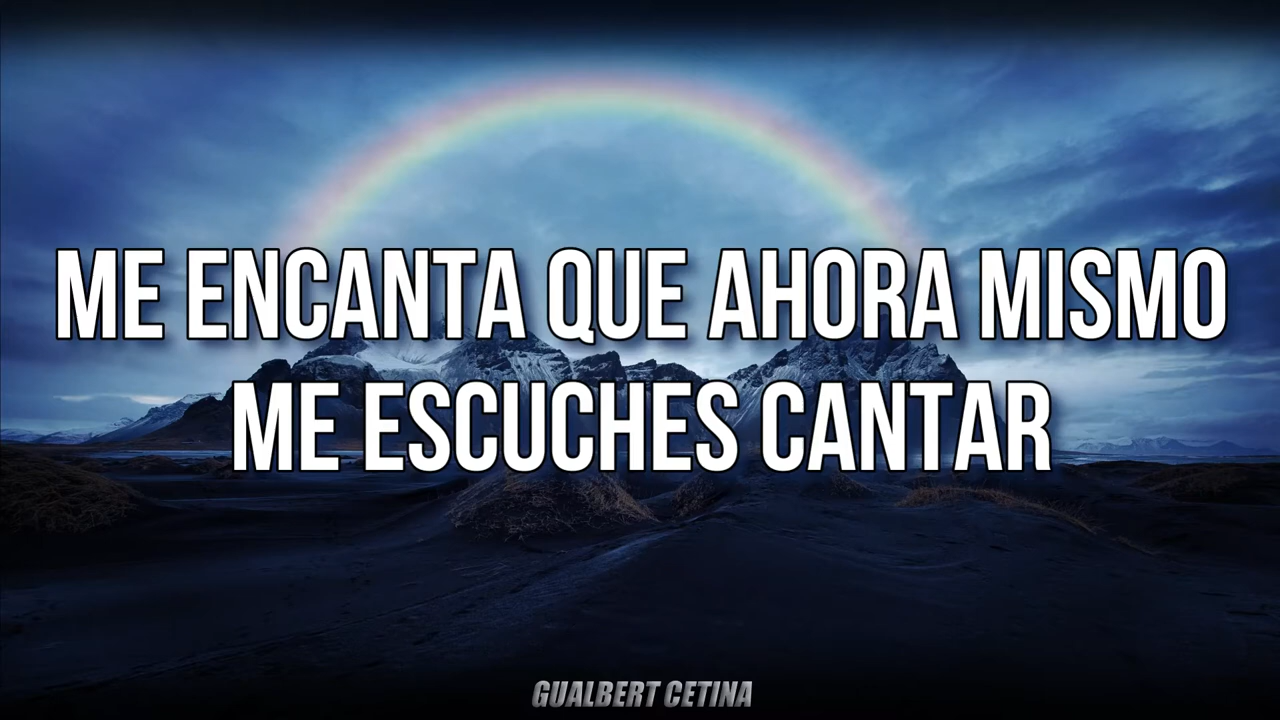 ME ENCANTA QUE AHORA MISMO
ME ESCUCHES CANTAR
GUALBERT CETINA